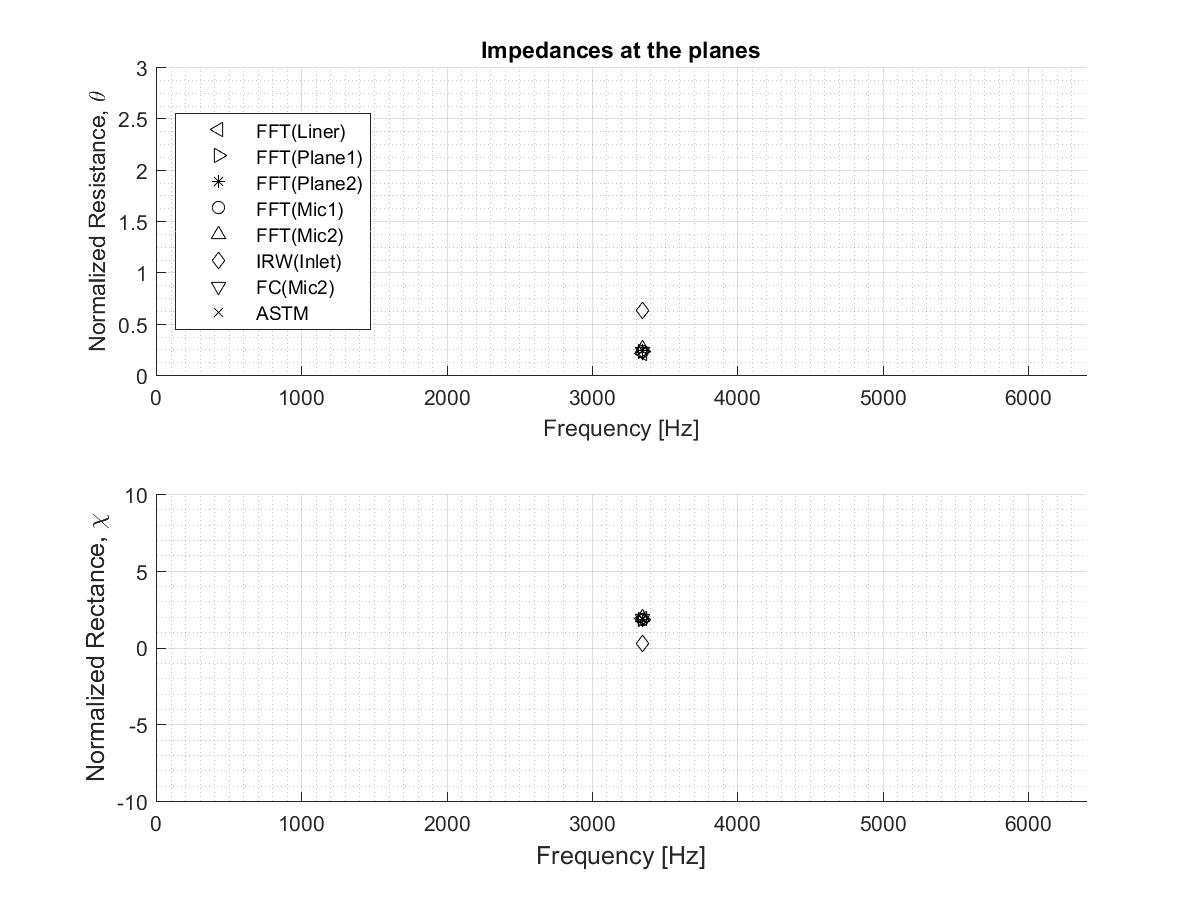 Impedances at the planes
Normalized Resistance, θ
3
2.5
2
1.5
1
0.5
0
FFT(Liner)
FFT(Plane1)
FFT(Plane2)
FFT(Mic1)
FFT(Mic2)
IRW(Inlet)
FC(Mic2)
ASTM
0 1000 2000 3000 4000 5000 6000
Frequency [Hz]
Normalized Rectance, χ
10
5
0
-5
-10
0 1000 2000 3000 4000 5000 6000
Frequency [Hz]